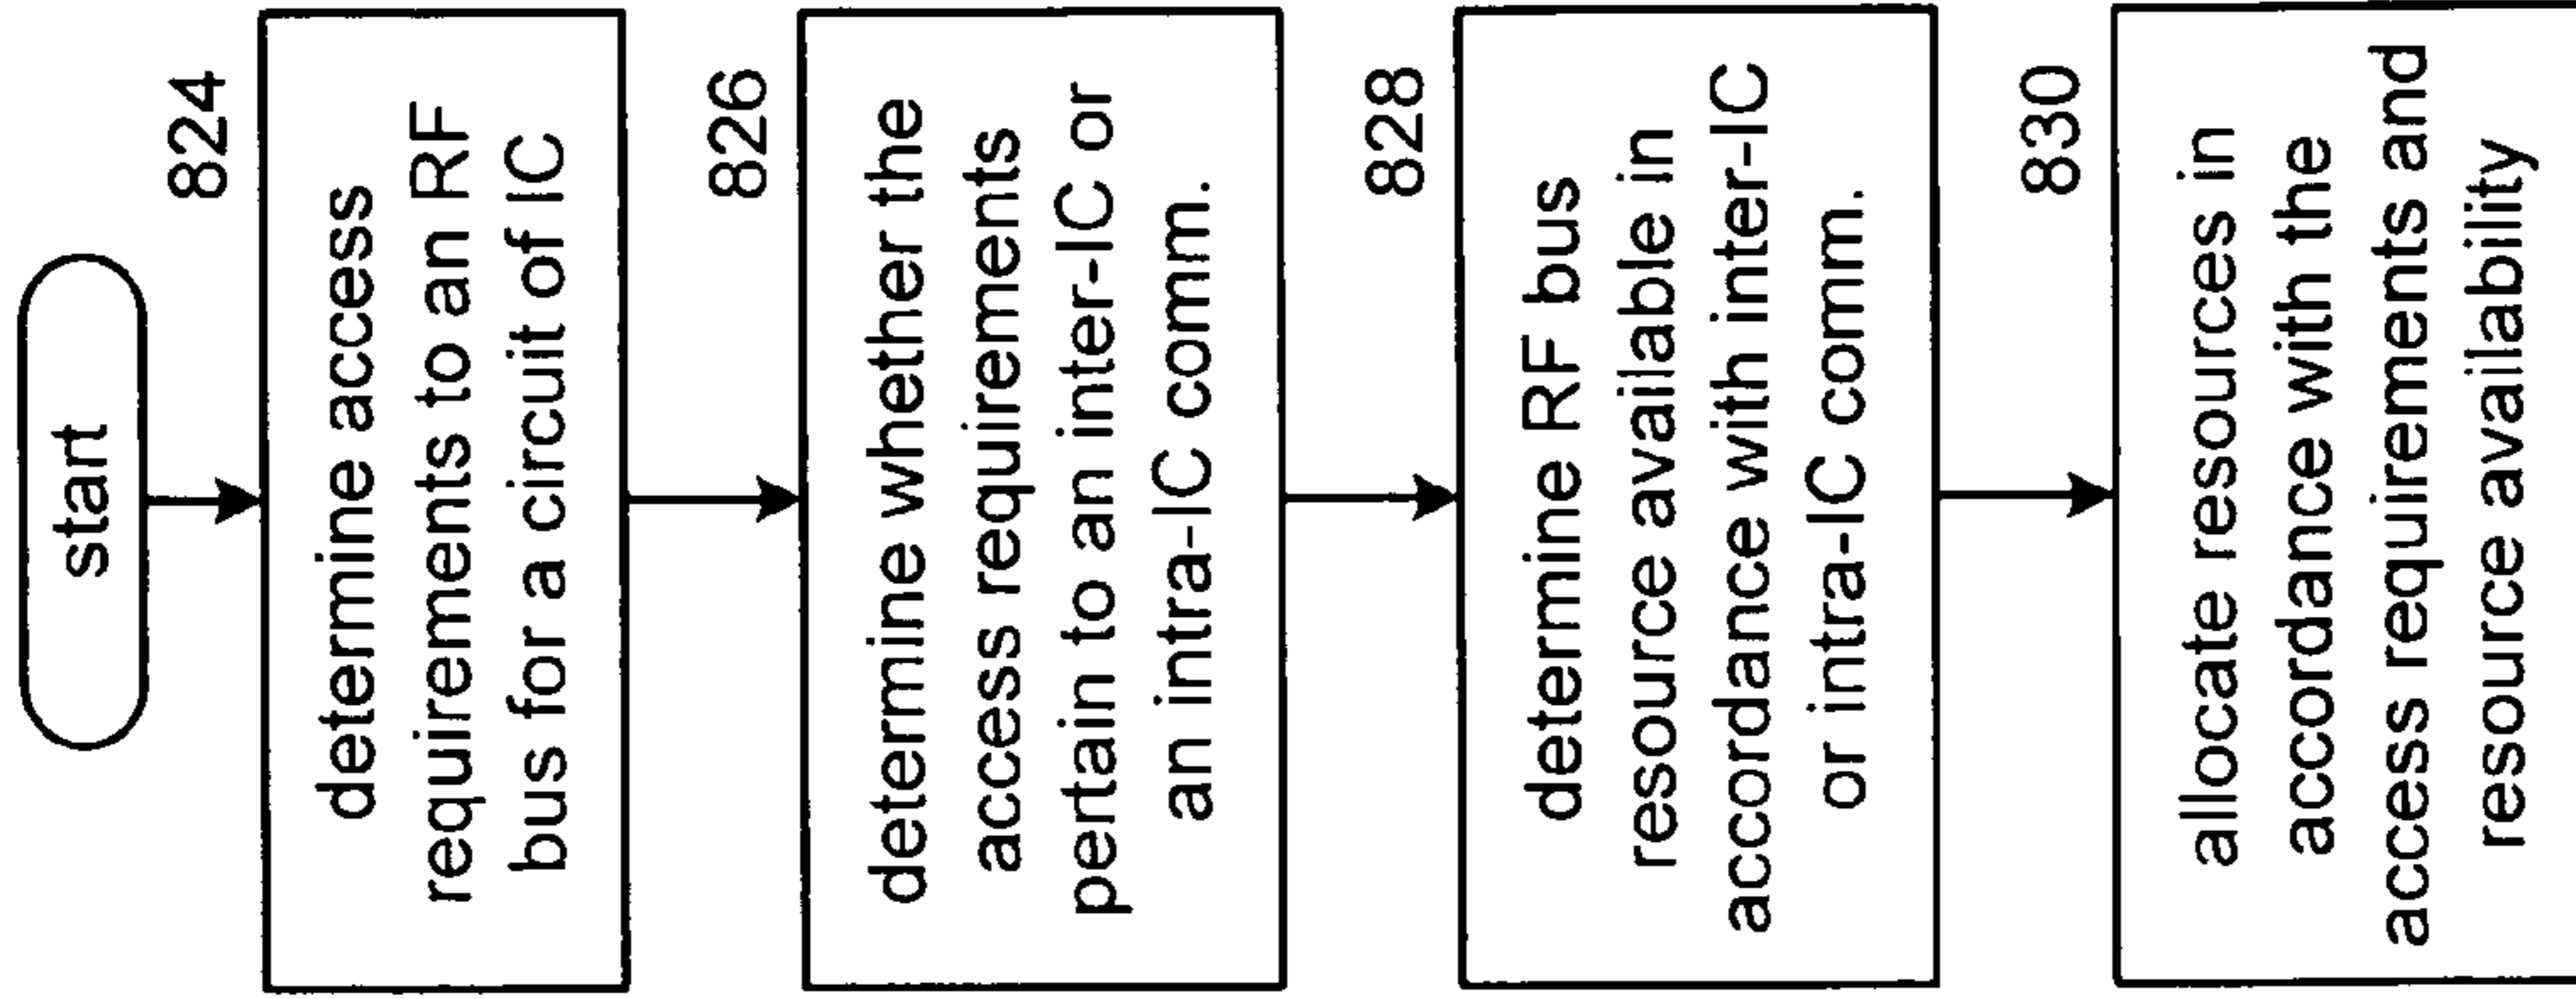 start
824
determine access
requirements to an RF
bus for a circuit of IC
826
determine whether the
access requirements
pertain to an inter-IC or
an intra-IC comm.
828
determine RF bus
resource available in
accordance with inter-IC
or intra-IC comm.
830
allocate resources in
accordance with the
access requirements and
resource availability